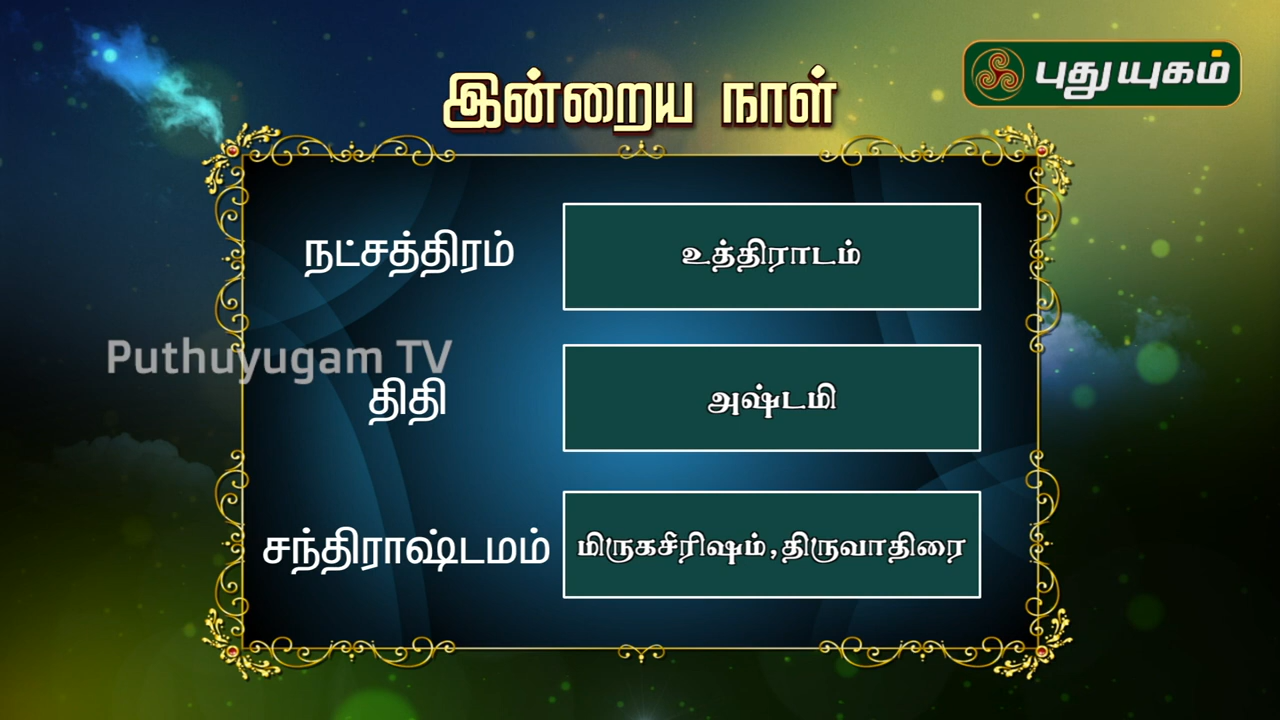 புதுயுகம்
இன்றைய நாள்
நட்சத்திரம்
உத்திராடம்
Puthuyugam TV
திதி
அஷ்டமி
சந்திராஷ்டமம்
மிருகசீரிஷம்,திருவாதிரை